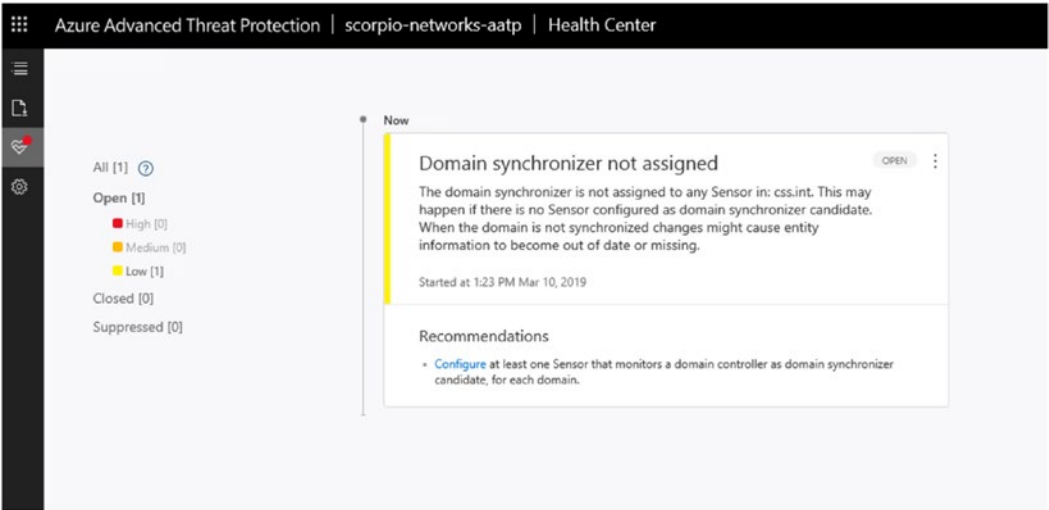 Azure Advanced Threat Protection | scorpio-networks-aatp | Health Center
Now
All [1] ?
Open [1]
High [0]
Medium [0]
Low [1]
Closed [0]
Suppressed [0]
Domain synchronizer not assigned
OPEN
The domain synchronizer is not assigned to any Sensor in: css.int. This may
happen if there is no Sensor configured as domain synchronizer candidate.
When the domain is not synchronized changes might cause entity
information to become out of date or missing.
Started at 1:23 PM Mar 10, 2019
Recommendations
• Configure at least one Sensor that monitors a domain controller as domain synchronizer
candidate, for each domain.